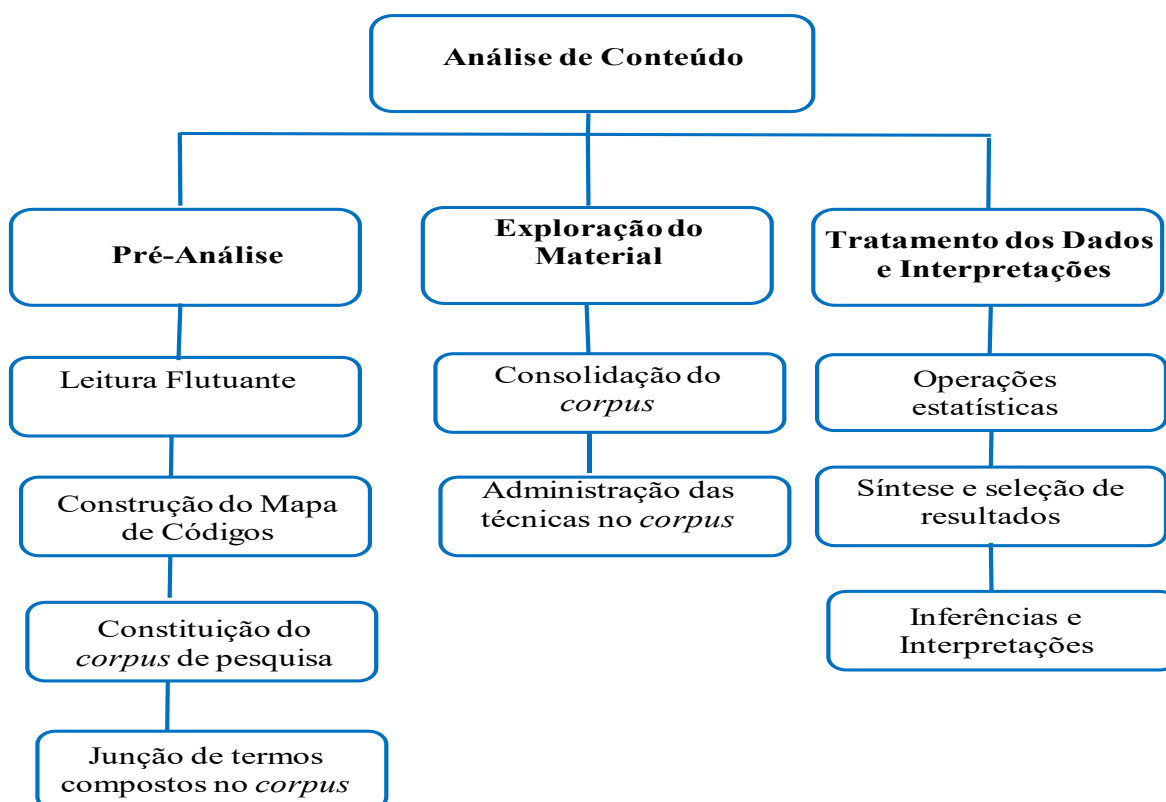 Análise de Conteúdo
Pré-Análise
Leitura Flutuante
Construção do Mapa
de Códigos
Constituição do
corpus de pesquisa
Junção de termos
compostos no corpus
Exploração do
Material
Consolidação do
corpus
Administração das
técnicas no corpus
Tratamento dos Dados
e Interpretações
Operações
estatísticas
Síntese e seleção de
resultados
Inferências e
Interpretações